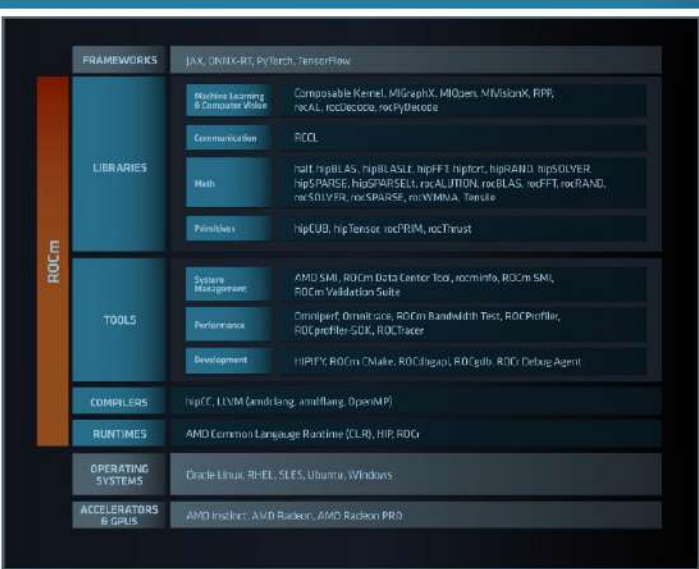 FRAMEWORKS
JAX, ONNX-RT, PyTorch, TensorFlow
ROCm
LIBRARIES
Machine Learning
& Computer Vision
Composable Kernel, MIGraphX, MIOpen, MIVisionX, RPP,
rocAL, rocDecode, rocPyDecode
Communication
RCCL
Math
half, hipBLAS, hipBLASLt, hipFFT, hipfort, hipRAND, hipSOLVER,
hipSPARSE, hipSPARSELt, rocALUTION, rocBLAS, rocFFT, rocRAND,
rocSOLVER, rocSPARSE, rocWMMA, Tensile
Primitives
hipCUB, hipTensor, rocPRIM, rocThrust
TOOLS
System
Management
AMD SMI, ROCm Data Center Tool, rocminfo, ROCm SMI,
ROCm Validation Suite
Performance
Omniperf, Omnitrace, ROCm Bandwidth Test, ROCProfiler,
ROCprofiler-SDK, ROCTracer
Development
HIPIFY, ROCm CMake, ROCdbgapi, ROCgdb, ROCr Debug Agent
COMPILERS
hipCC, LLVM (amdclang, amdflang, OpenMP)
RUNTIMES
AMD Common Langauge Runtime (CLR), HIP, ROCr
OPERATING
SYSTEMS
Oracle Linux, RHEL, SLES, Ubuntu, Windows
ACCELERATORS
& GPUS
AMD Instinct, AMD Radeon, AMD Radeon PRO